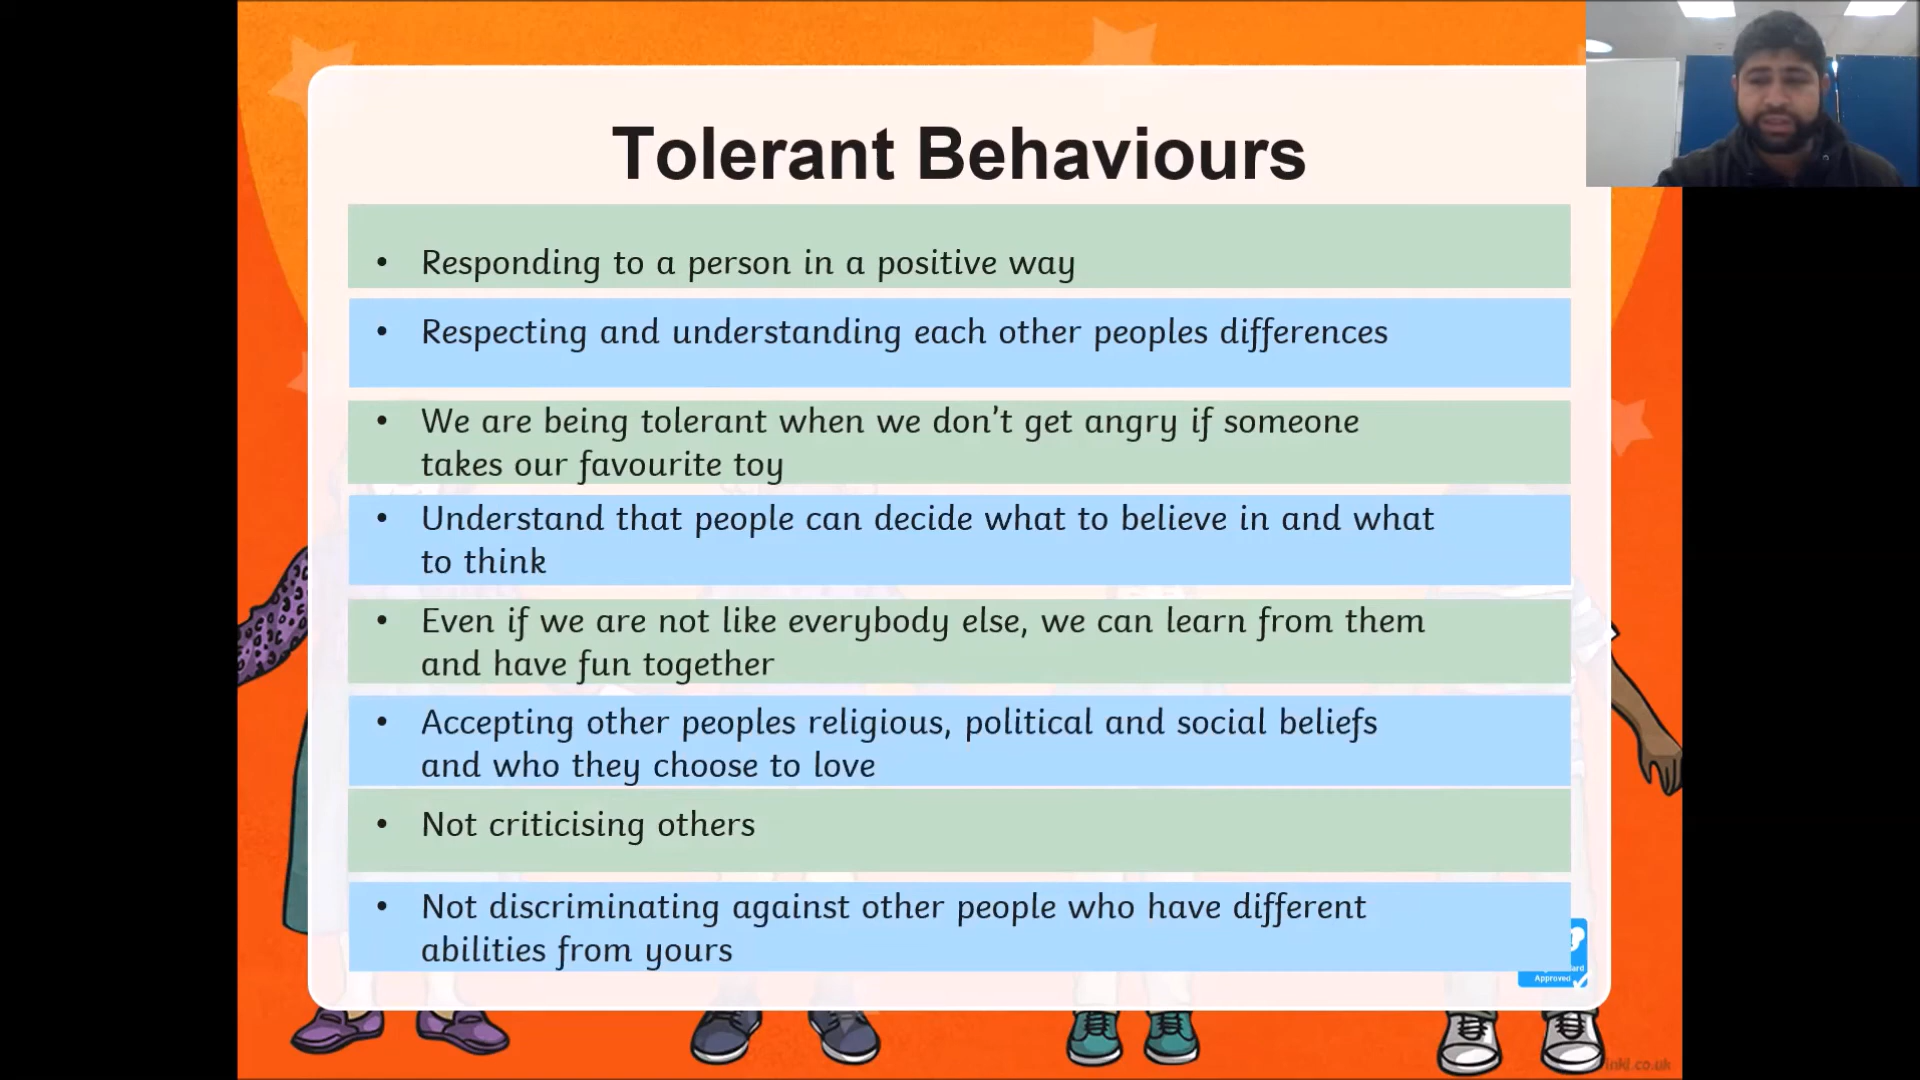 Tolerant Behaviours
• Responding to a person in a positive way
• Respecting and understanding each other peoples differences
• We are being tolerant when we don't get angry if someone
takes our favourite toy
• Understand that people can decide what to believe in and what
to think
• Even if we are not like everybody else, we can learn from them
and have fun together
• Accepting other peoples religious, political and social beliefs
and who they choose to love
• Not criticising others
• Not discriminating against other people who have different
abilities from yours
Approved